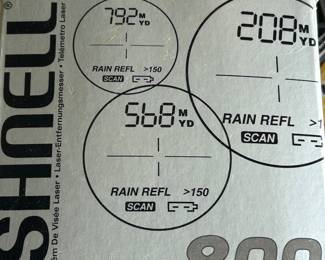 SHNELL®
ém De Visée Laser • Laser-Entfernungsmesser • Telémetro Laser
792 M
YD
RAIN REFL >150
SCAN
208 M
YD
RAIN REFL >1
SCAN
568 M
YD
RAIN REFL >150
SCAN
800